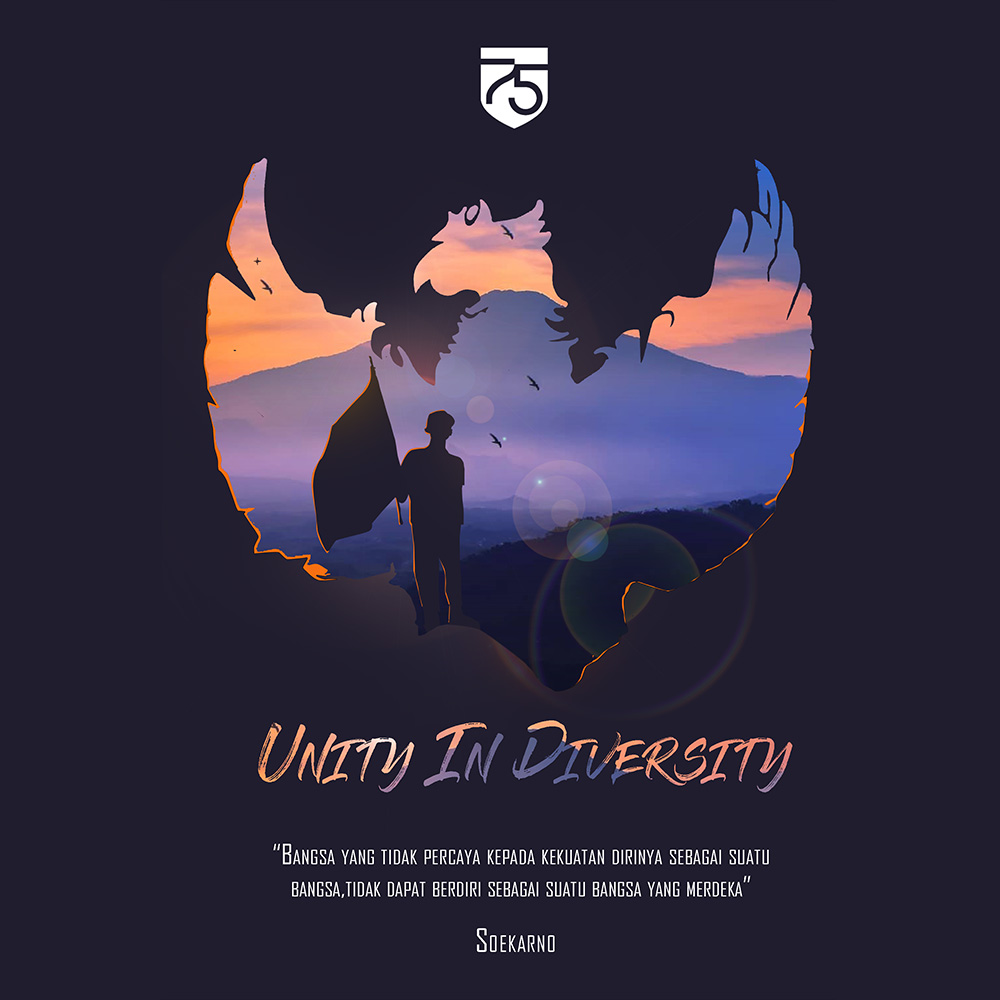 75
Unity In Diversity
"Bangsa yang tidak percaya kepada kekuatan dirinya sebagai suatu
bangsa,tidak dapat berdiri sebagai suatu bangsa yang merdeka"
Soekarno